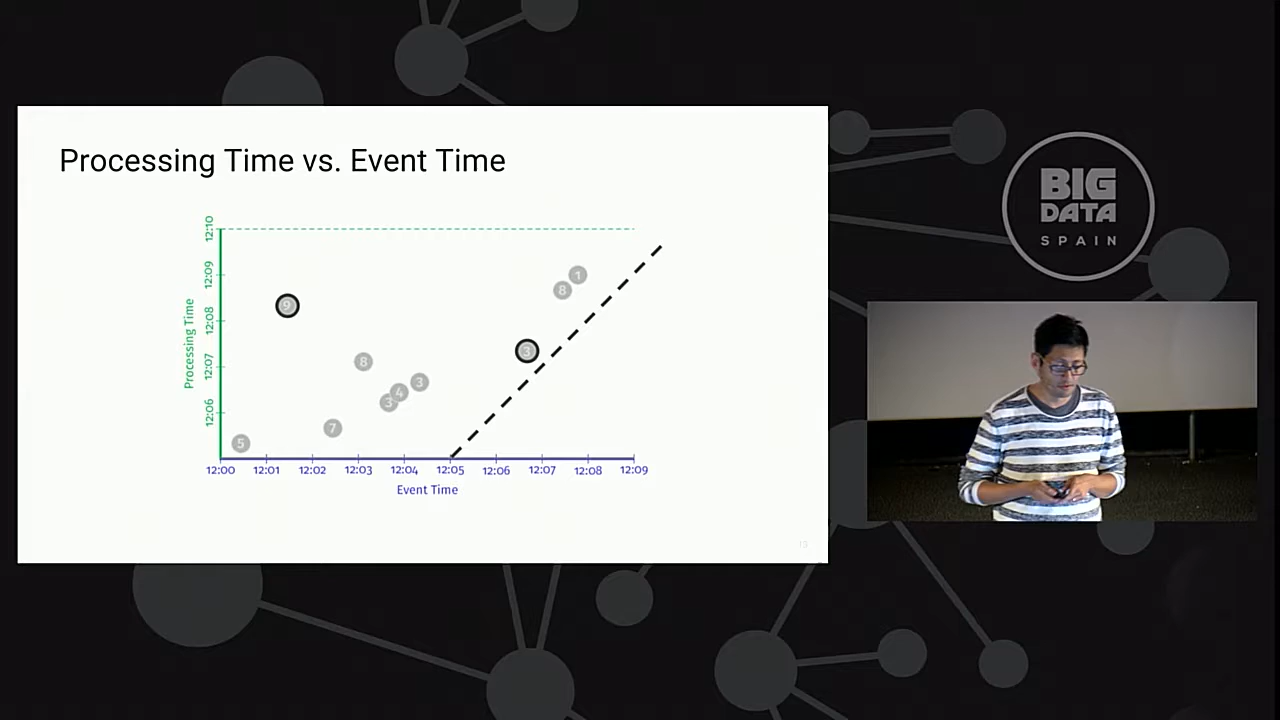 Processing Time vs. Event Time
12:10
12:09
12:08
12:07
12:06
Processing Time
1
8
9
3
8
3
4
3
7
5
12:00 12:01 12:02 12:03 12:04 12:05 12:06 12:07 12:08 12:09
Event Time
15
BIG
DATA
SPAIN